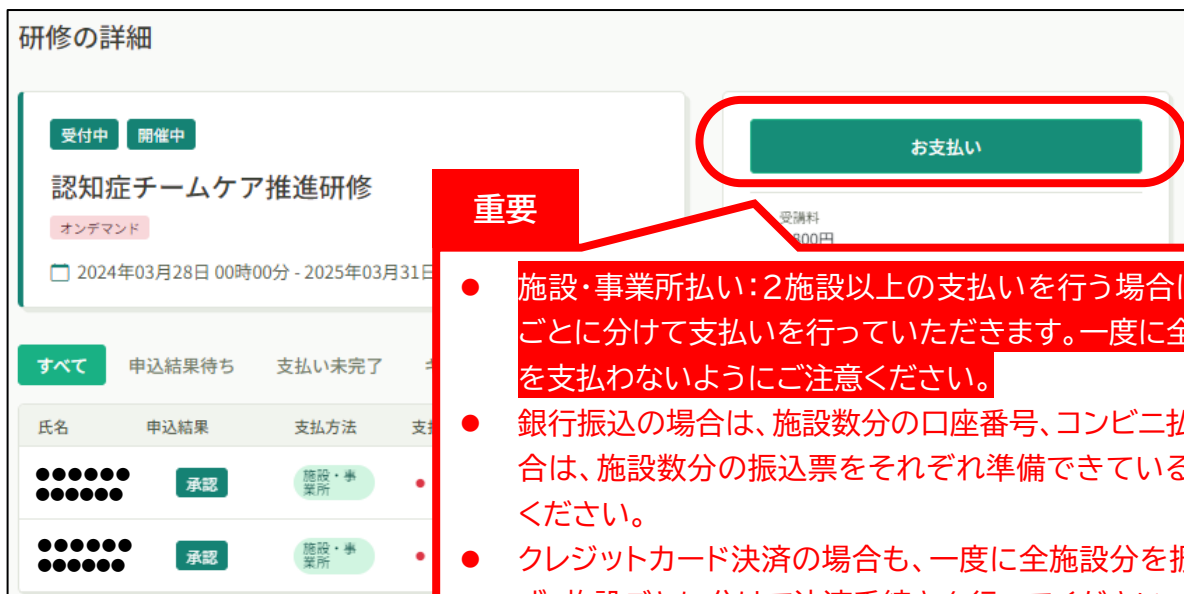 研修の詳細
受付中 開催中
認知症チームケア推進研修
オンデマンド
2024年03月28日 00時00分 - 2025年03月31日
お支払い
受講料
800円
重要
● 施設・事業所払い：2施設以上の支払いを行う場合は
ごとに分けて支払いを行っていただきます。一度に全
を支払わないようにご注意ください。
● 銀行振込の場合は、施設数分の口座番号、コンビニ払
合は、施設数分の振込票をそれぞれ準備できている
ください。
● クレジットカード決済の場合も、一度に全施設分を振
すべて 申込結果待ち 支払い未完了
氏名 申込結果 支払方法 支
●●●●●●
●●●●●● 承認 施設・事
業所
●●●●●●
●●●●●● 承認 施設・事
業所